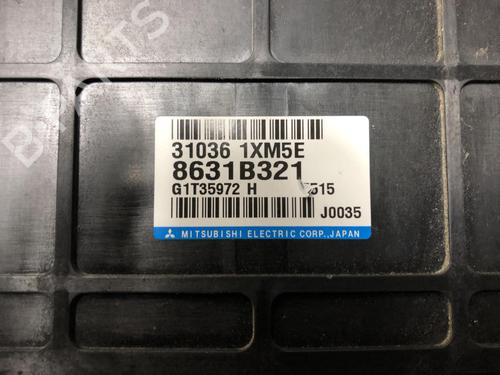 31036 1XM5E
8631B321
G1T35972 H
J0035
MITSUBISHI ELECTRIC CORP.,JAPAN